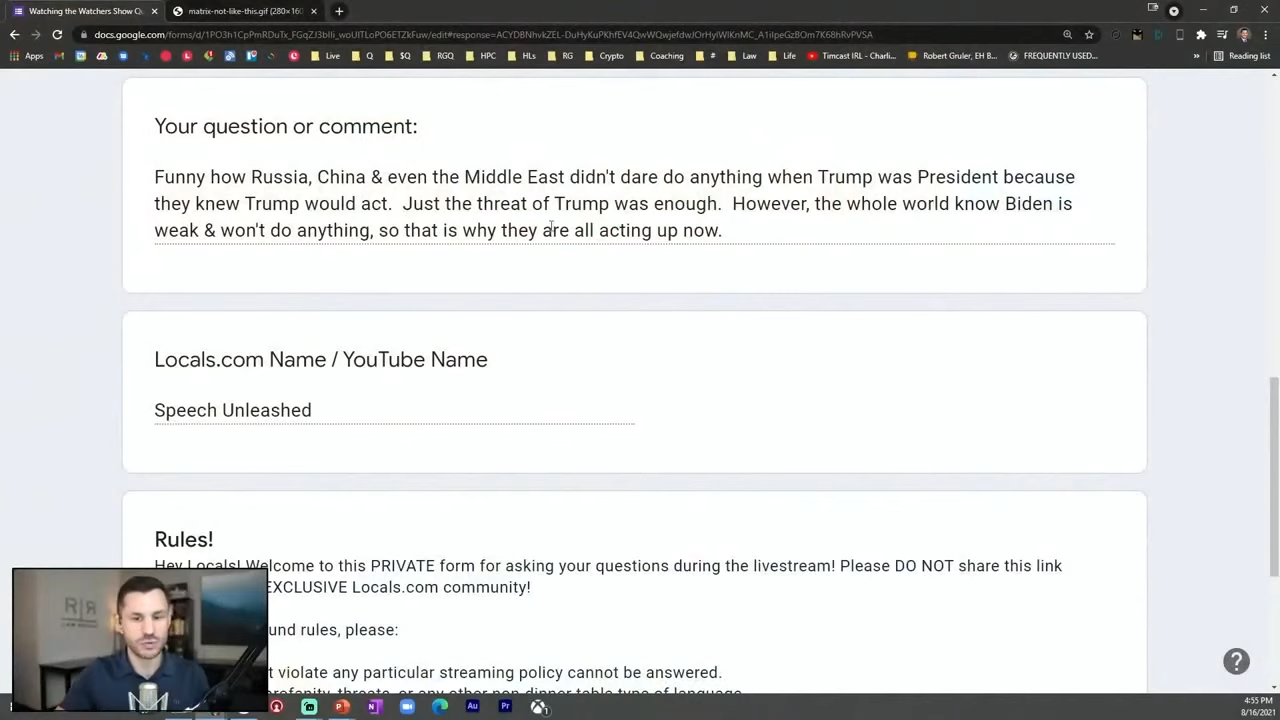 Watching the Watchers Show Qu
matrix-not-like-this.gif (280×160
Apps
Live
Q
$Q
RGQ
HPC
HLs
RG
Crypto
Coaching
#
Law
Life
Timcast IRL - Charli...
Robert Gruler, EH B...
FREQUENTLY USED...
»
Reading list
Your question or comment:
Funny how Russia, China & even the Middle East didn't dare do anything when Trump was President because
they knew Trump would act.  Just the threat of Trump was enough.  However, the whole world know Biden is
weak & won't do anything, so that is why they are all acting up now.
Locals.com Name / YouTube Name
Speech Unleashed
Rules!
Hey Locals! Welcome to this PRIVATE form for asking your questions during the livestream! Please DO NOT share this link
EXCLUSIVE Locals.com community!
und rules, please:
t violate any particular streaming policy cannot be answered.
R|R
4:55 PM
8/16/2021